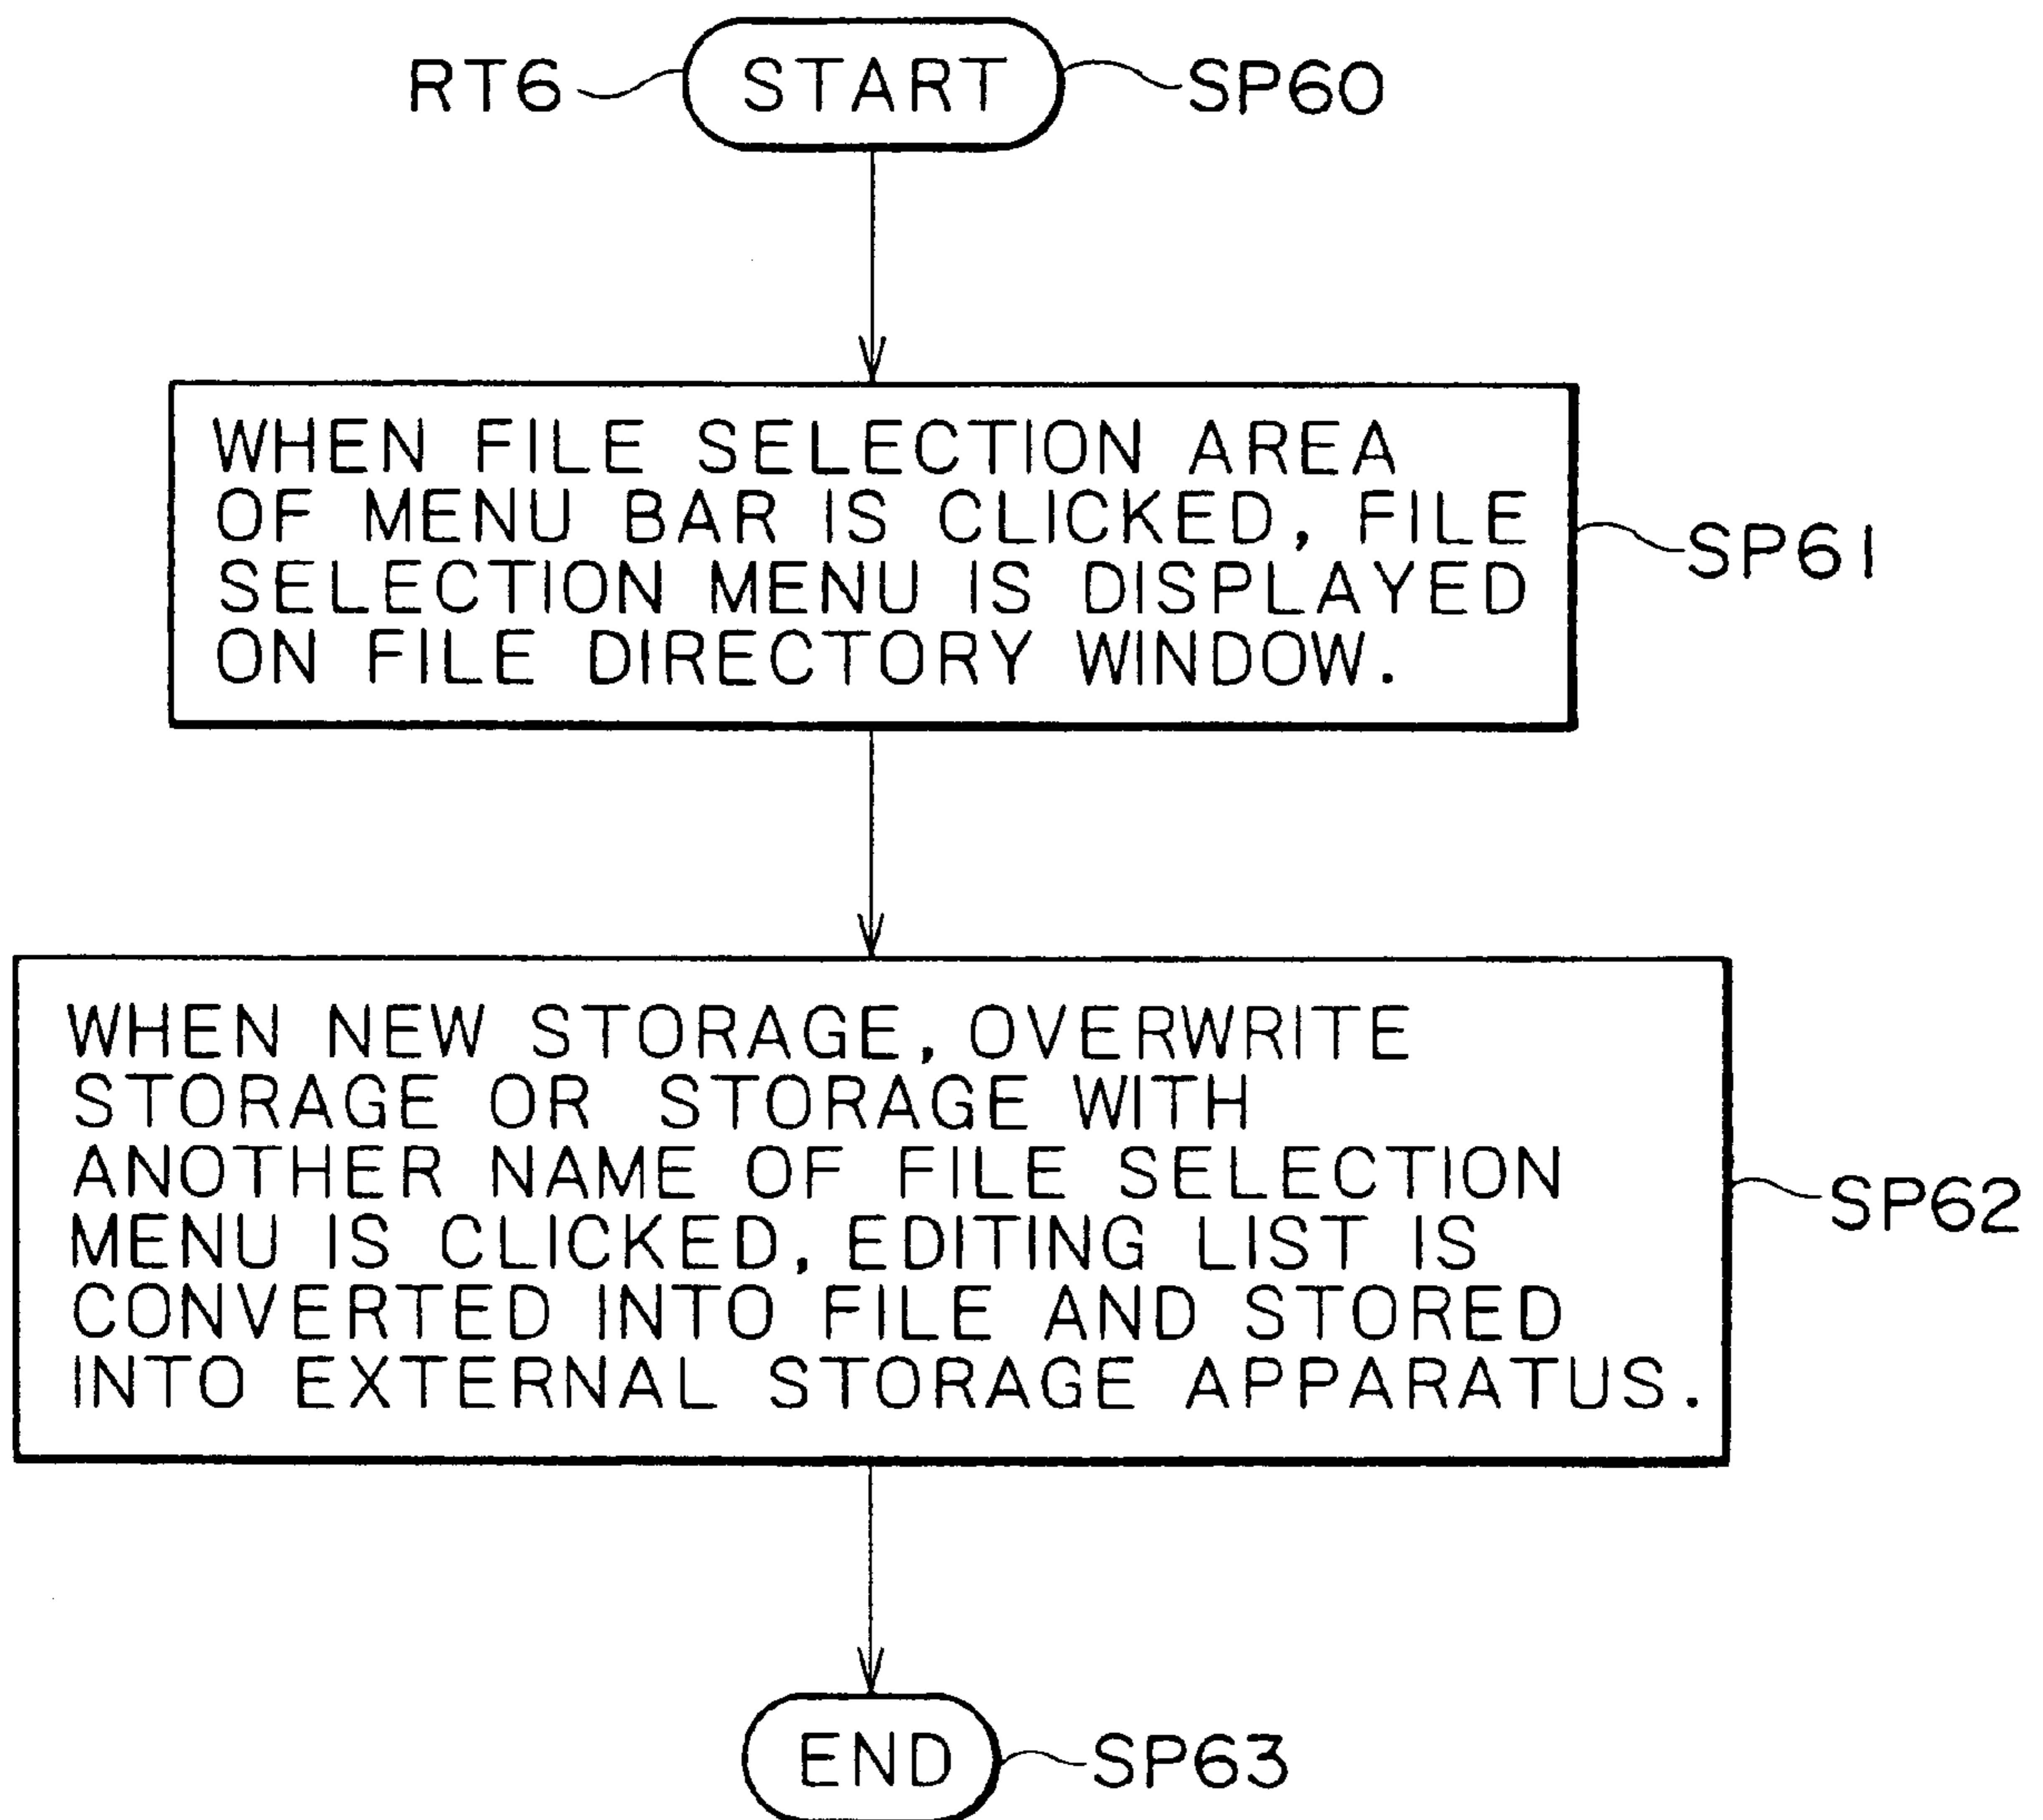 RT6 START SP60
WHEN FILE SELECTION AREA
OF MENU BAR IS CLICKED, FILE
SELECTION MENU IS DISPLAYED
ON FILE DIRECTORY WINDOW.
SP61
WHEN NEW STORAGE, OVERWRITE
STORAGE OR STORAGE WITH
ANOTHER NAME OF FILE SELECTION
MENU IS CLICKED, EDITING LIST IS
CONVERTED INTO FILE AND STORED
INTO EXTERNAL STORAGE APPARATUS.
SP62
END SP63